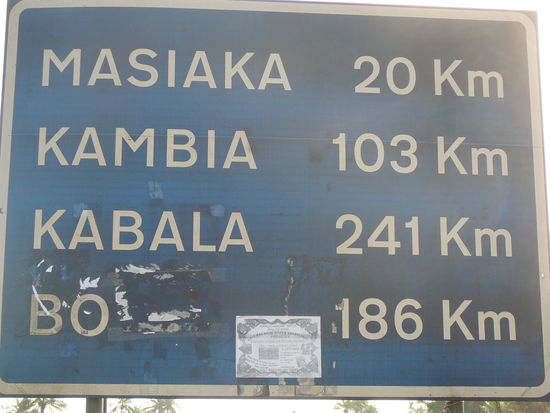 MASIAKA 20 Km
KAMBIA 103 Km
KABALA 241 Km
BO 186 Km